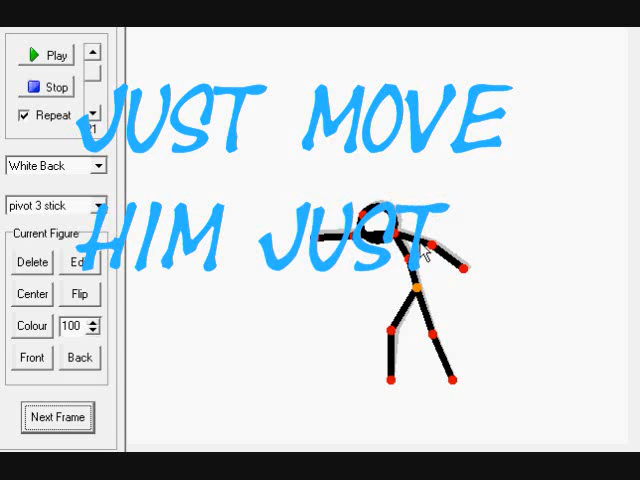 Play
Stop
Repeat
White Back
pivot 3 stick
Current Figure
Delete
Center Flip
Colour 100
Front Back
Next Frame
JUST MOVE
HIM JUST